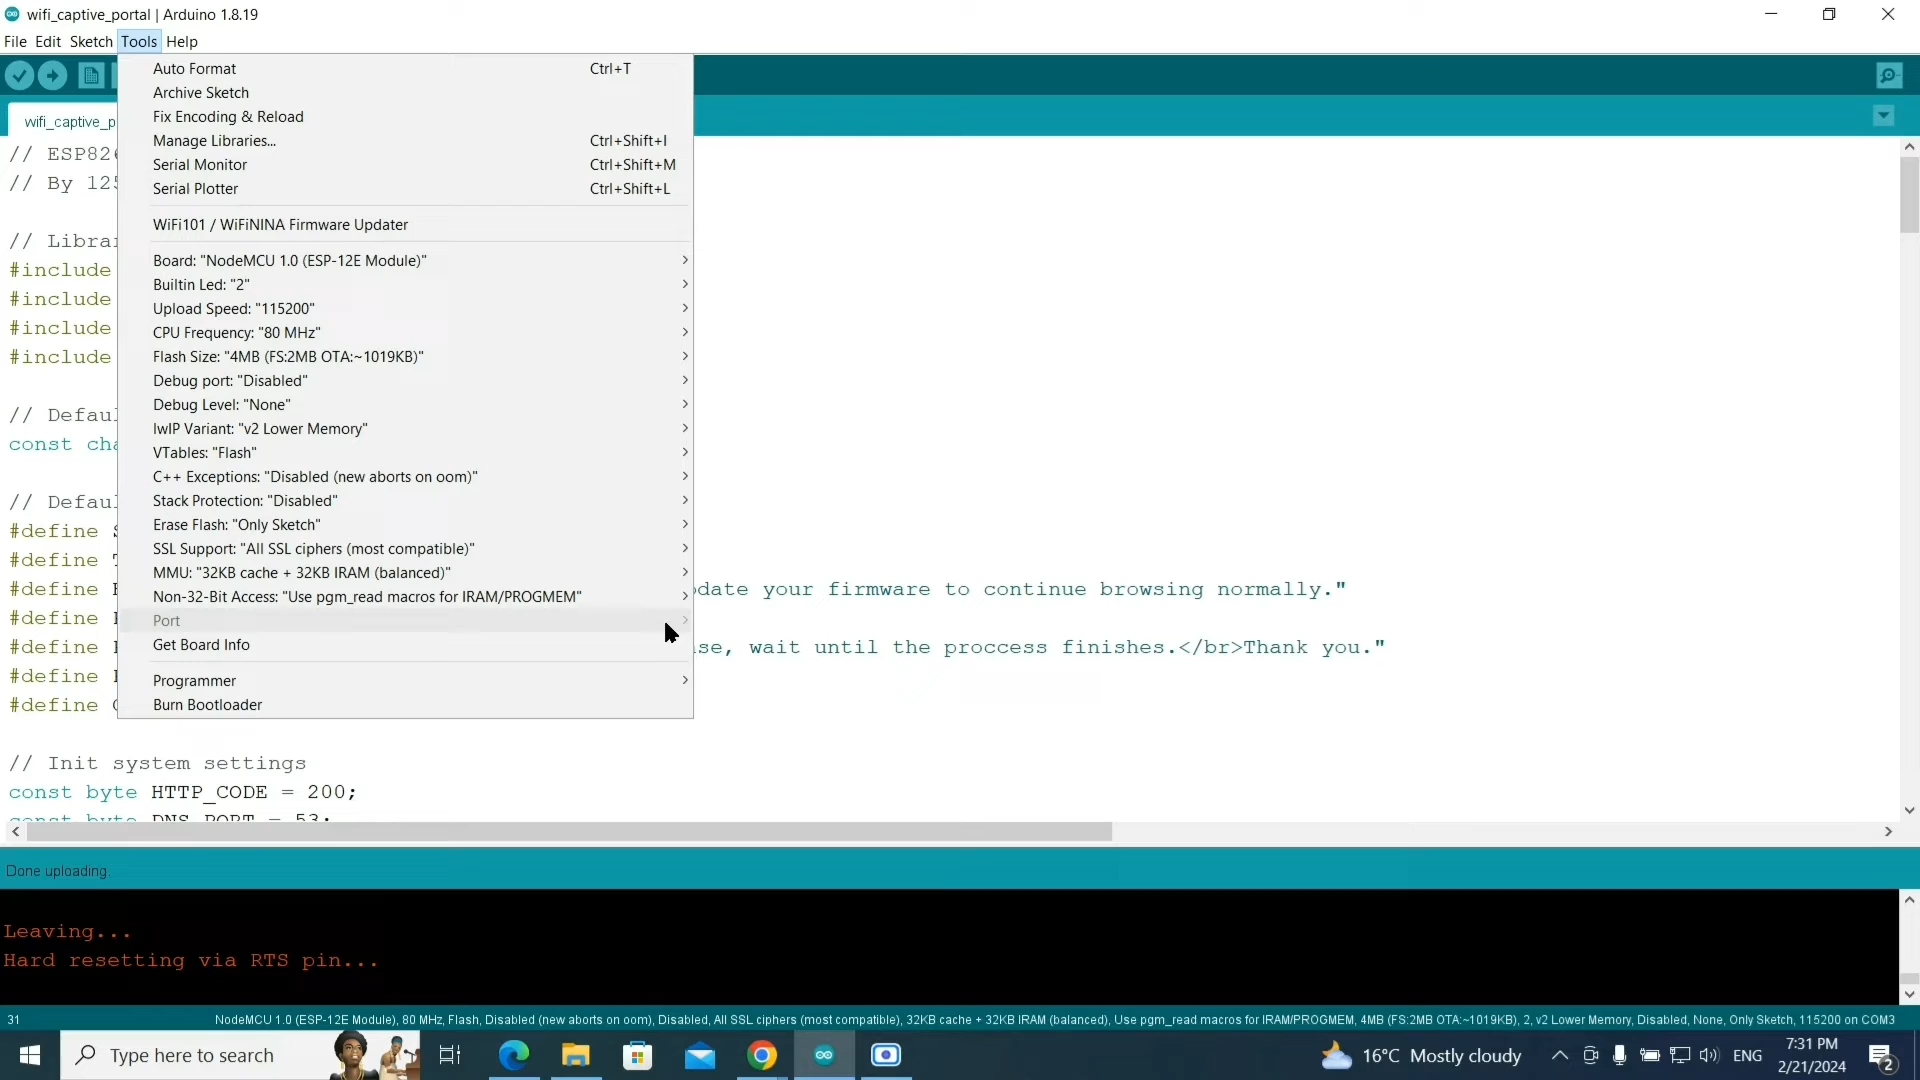 wifi_captive_portal | Arduino 1.8.19
File Edit Sketch Tools Help
Auto Format Ctrl+T
Archive Sketch
Fix Encoding & Reload
Manage Libraries... Ctrl+Shift+I
Serial Monitor Ctrl+Shift+M
Serial Plotter Ctrl+Shift+L
WiFi101 / WiFiNINA Firmware Updater
Board: "NodeMCU 1.0 (ESP-12E Module)"
Builtin Led: "2"
Upload Speed: "115200"
CPU Frequency: "80 MHz"
Flash Size: "4MB (FS:2MB OTA:~1019KB)"
Debug port: "Disabled"
Debug Level: "None"
lwIP Variant: "v2 Lower Memory"
VTables: "Flash"
C++ Exceptions: "Disabled (new aborts on oom)"
Stack Protection: "Disabled"
Erase Flash: "Only Sketch"
SSL Support: "All SSL ciphers (most compatible)"
MMU: "32KB cache + 32KB IRAM (balanced)"
Non-32-Bit Access: "Use pgm_read macros for IRAM/PROGMEM"
Port
Get Board Info
Programmer
Burn Bootloader
wifi_captive_p
// ESP82
// By 125
// Librar
#include
#include
#include
#include
// Defaul
const cha
// Defaul
#define
#define
#define date your firmware to continue browsing normally."
#define
#define se, wait until the proccess finishes.</br>Thank you."
#define
#define
// Init system settings
const byte HTTP_CODE = 200;
const byte DNS_PORT = 53;
Done uploading.
Leaving...
Hard resetting via RTS pin...
31 NodeMCU 1.0 (ESP-12E Module), 80 MHz, Flash, Disabled (new aborts on oom), Disabled, All SSL ciphers (most compatible), 32KB cache + 32KB IRAM (balanced), Use pgm_read macros for IRAM/PROGMEM, 4MB (FS:2MB OTA:~1019KB), 2, v2 Lower Memory, Disabled, None, Only Sketch, 115200 on COM3
Type here to search
16°C Mostly cloudy
ENG
7:31 PM
2/21/2024
2